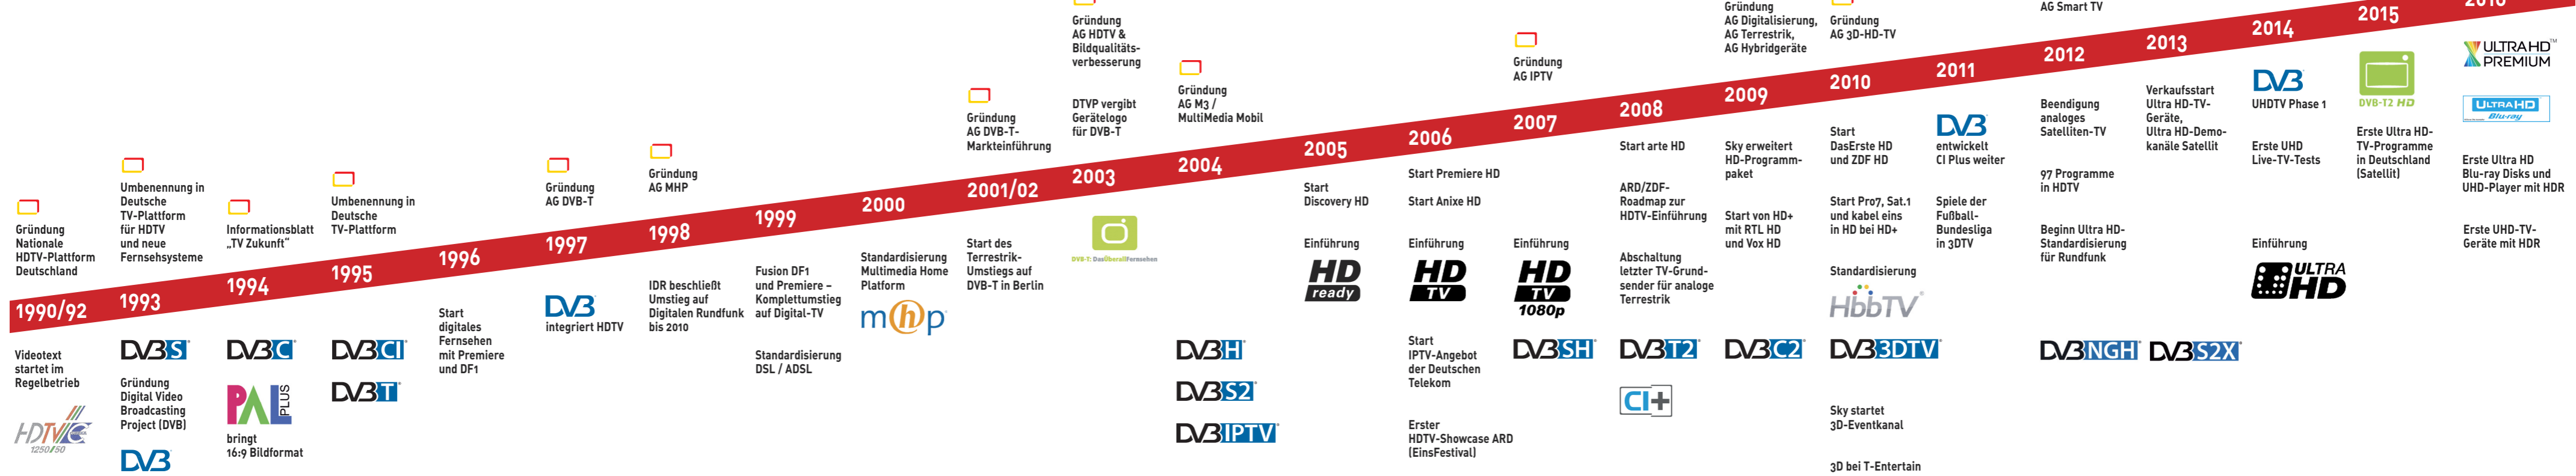 1990/92
Gründung
Nationale
HDTV-Plattform
Deutschland
Videotext
startet im
Regelbetrieb
HDTV
1250/50
1993
Umbenennung in
Deutsche
TV-Plattform
für HDTV
und neue
Fernsehsysteme
DVB S
Gründung
Digital Video
Broadcasting
Project (DVB)
DVB
1994
Informationsblatt
„TV Zukunft“
DVB C
PAL PLUS
bringt
16:9 Bildformat
1995
Umbenennung in
Deutsche
TV-Plattform
DVB CI
DVB T
1996
Start
digitales
Fernsehen
mit Premiere
und DF1
1997
Gründung
AG DVB-T
DVB
integriert HDTV
1998
Gründung
AG MHP
IDR beschließt
Umstieg auf
Digitalen Rundfunk
bis 2010
1999
Fusion DF1
und Premiere –
Komplettumstieg
auf Digital-TV
Standardisierung
DSL / ADSL
2000
Standardisierung
Multimedia Home
Platform
mhp
2001/02
Gründung
AG DVB-T-
Markteinführung
Start des
Terrestrik-
Umstiegs auf
DVB-T in Berlin
2003
Gründung
AG HDTV &
Bildqualitäts-
verbesserung
DTVP vergibt
Gerätelogo
für DVB-T
DVB-T: DasÜberallFernsehen
2004
Gründung
AG M3 /
MultiMedia Mobil
DVB H
DVB S2
DVB IPTV
2005
Start
Discovery HD
Einführung
HD
ready
2006
Start Premiere HD
Start Anixe HD
Einführung
HD
TV
Start
IPTV-Angebot
der Deutschen
Telekom
Erster
HDTV-Showcase ARD
(EinsFestival)
2007
Gründung
AG IPTV
Einführung
HD
TV
1080p
DVB SH
2008
Start arte HD
ARD/ZDF-
Roadmap zur
HDTV-Einführung
Abschaltung
letzter TV-Grund-
sender für analoge
Terrestrik
DVB T2
CI+
2009
Gründung
AG Digitalisierung,
AG Terrestrik,
AG Hybridgeräte
Sky erweitert
HD-Programm-
paket
Start von HD+
mit RTL HD
und Vox HD
DVB C2
2010
Gründung
AG 3D-HD-TV
Start
DasErste HD
und ZDF HD
Start Pro7, Sat.1
und kabel eins
in HD bei HD+
Standardisierung
HbbTV
DVB 3DTV
Sky startet
3D-Eventkanal
3D bei T-Entertain
2011
DVB
entwickelt
CI Plus weiter
Spiele der
Fußball-
Bundesliga
in 3DTV
2012
AG Smart TV
Beendigung
analoges
Satelliten-TV
97 Programme
in HDTV
Beginn Ultra HD-
Standardisierung
für Rundfunk
DVB NGH
2013
Verkaufsstart
Ultra HD-TV-
Geräte,
Ultra HD-Demo-
kanäle Satellit
DVB S2X
2014
DVB
UHDTV Phase 1
Erste UHD
Live-TV-Tests
Einführung
ULTRA
HD
2015
DVB-T2 HD
Erste Ultra HD-
TV-Programme
in Deutschland
(Satellit)
2016
ULTRA HD™
PREMIUM
ULTRA HD
Blu-ray
Erste Ultra HD
Blu-ray Disks und
UHD-Player mit HDR
Erste UHD-TV-
Geräte mit HDR